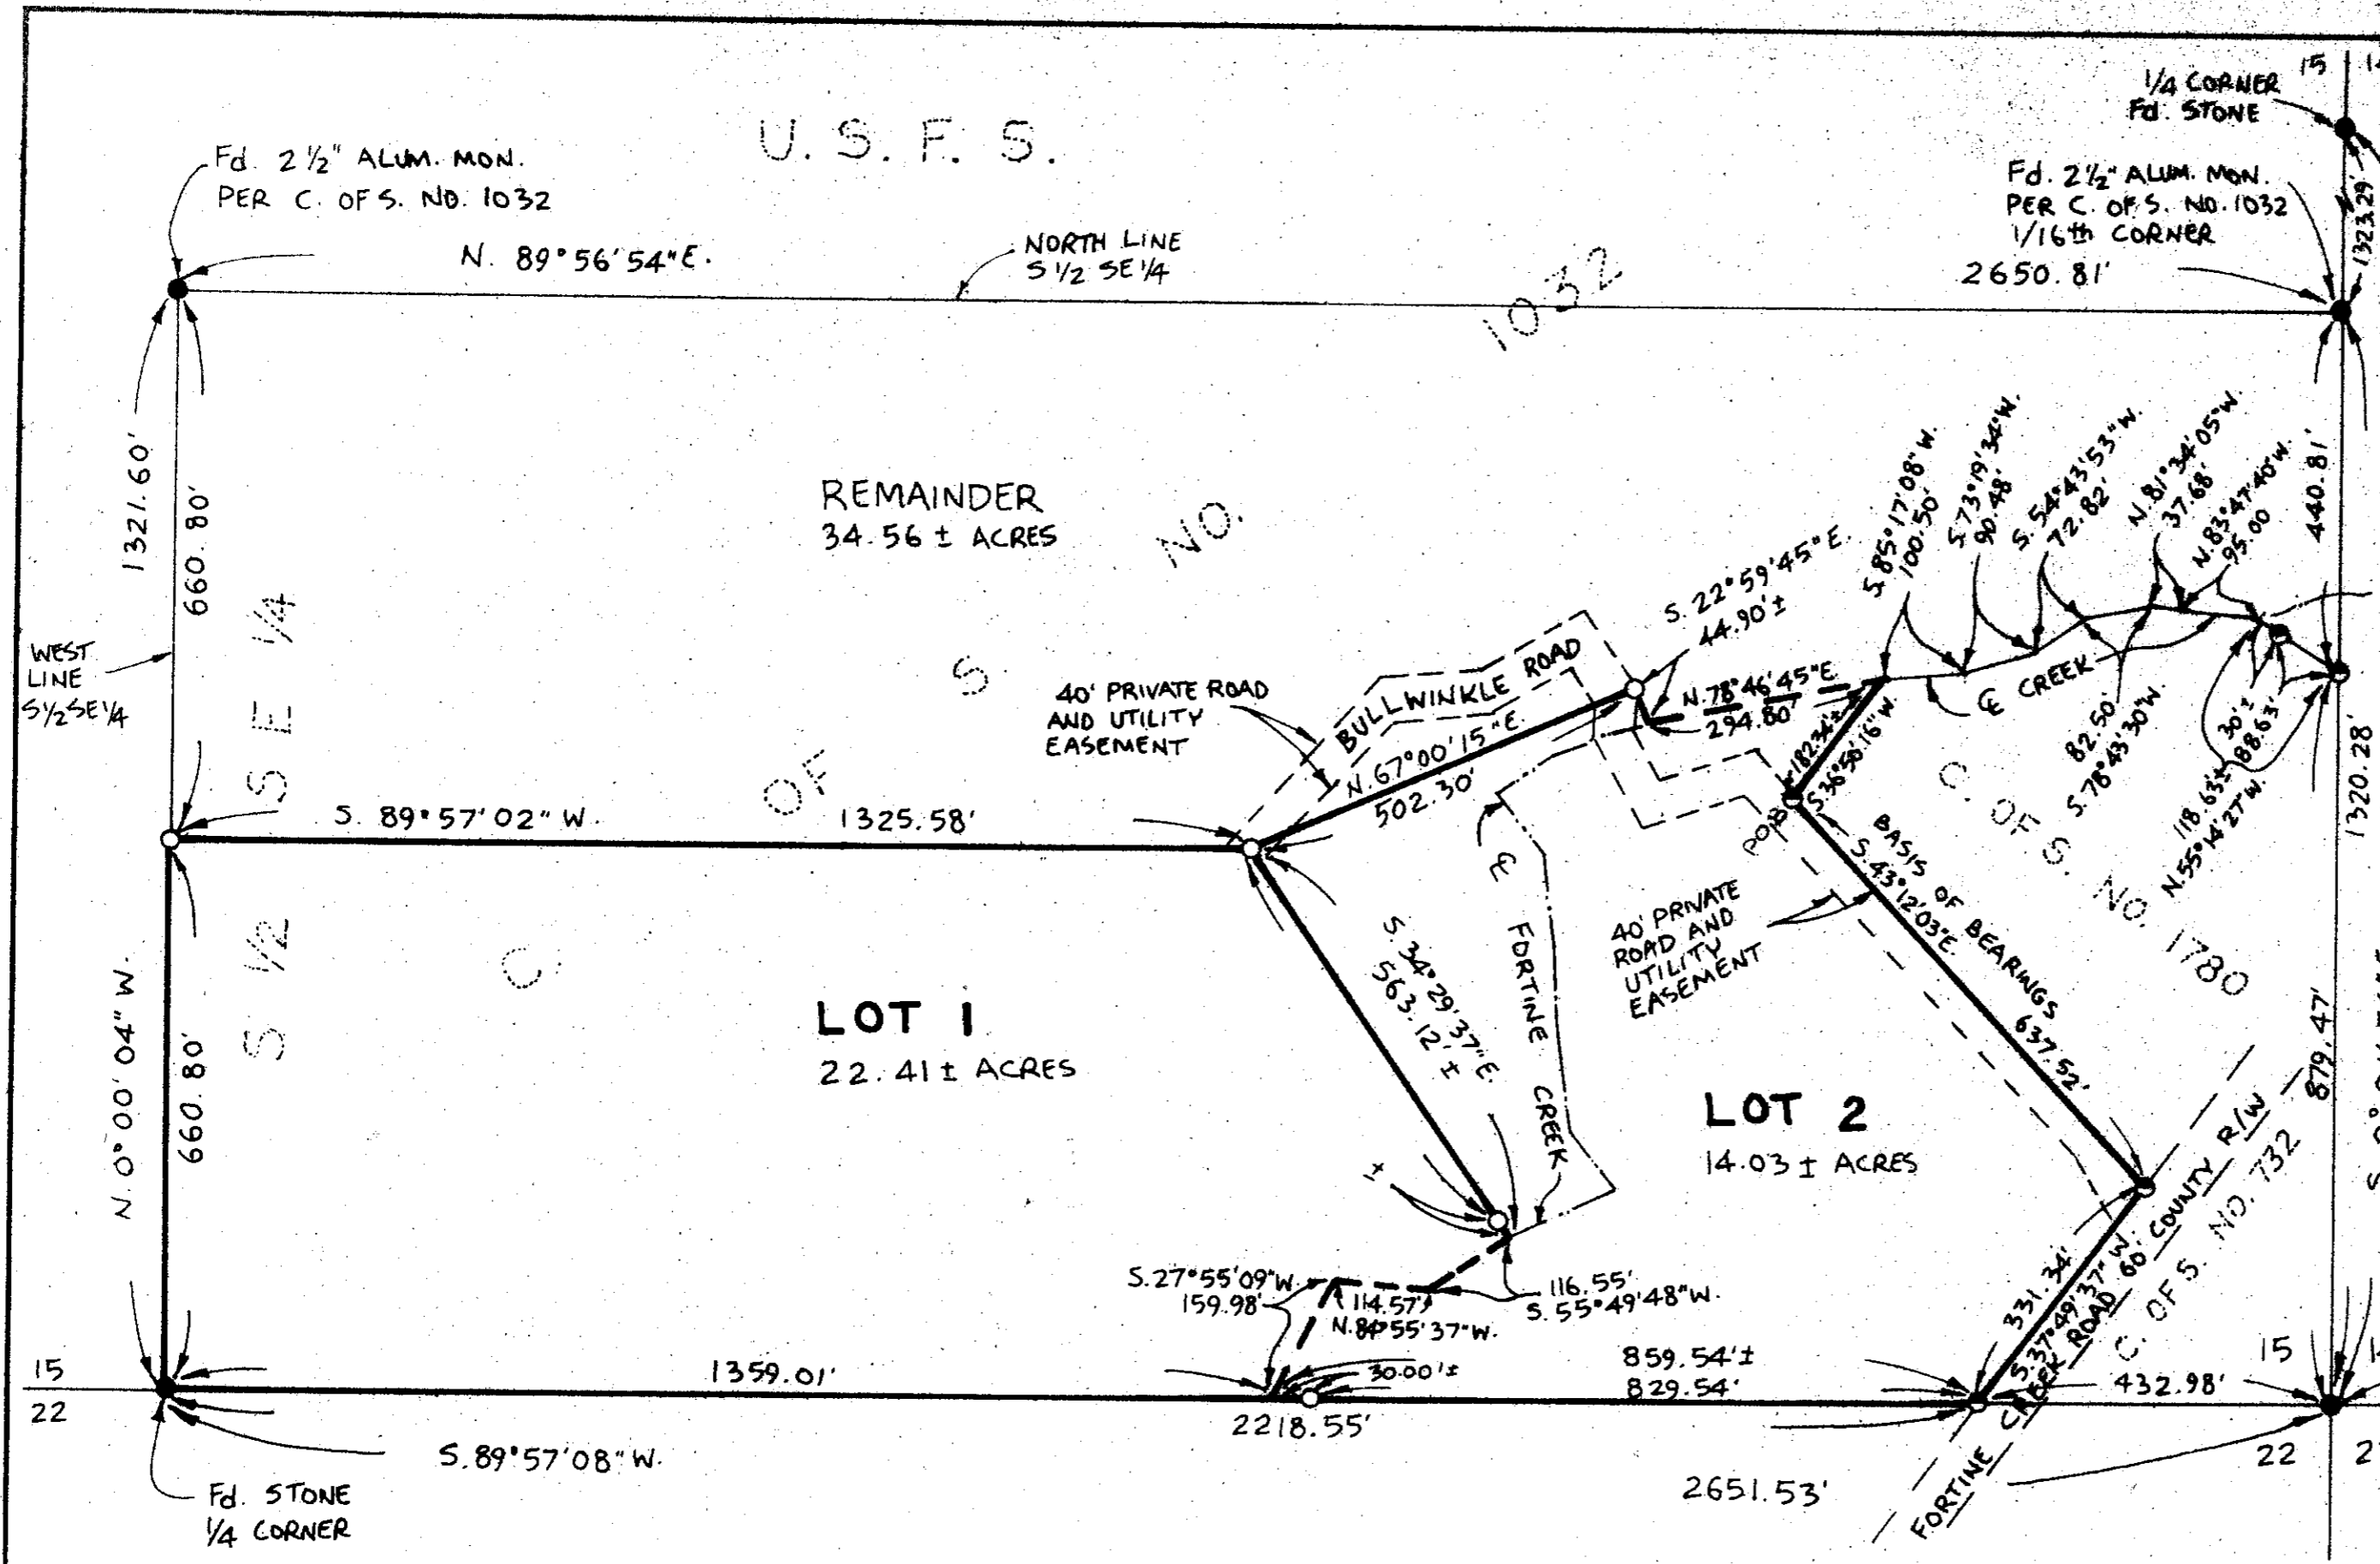 U. S. F. S.
15
1/4 CORNER
Fd. STONE
Fd. 2 1/2" ALUM. MON.
PER C. OF S. NO. 1032
Fd. 2 1/2" ALUM. MON.
PER C. OF S. NO. 1032
1/16th CORNER
2650.81'
1323.29'
N. 89°56'54"E.
NORTH LINE
S 1/2 SE 1/4
C. OF S. NO. 1032
S 1/2 SE 1/4
1321.60'
660.80'
WEST
LINE
S 1/2 SE 1/4
REMAINDER
34.56 ± ACRES
40' PRIVATE ROAD
AND UTILITY
EASEMENT
BULLWINKLE ROAD
S. 22°59'45"E.
44.90'±
N. 67°00'15"E.
502.30'
N. 78°46'45"E.
294.80'
S. 85°17'08"W.
100.50'
S. 73°19'34"W.
90.48'
S. 54°43'53"W.
72.82'
N. 81°34'05"W.
37.68'
N. 83°47'40"W.
95.00
440.81'
℄ CREEK
82.50'
S. 78°43'30"W.
30'±
118.63'± 88.63'
N. 55°14'27"W.
182.34'±
S. 36°50'16"W.
POB
1320.28'
C. OF S. NO. 1780
S. 89°57'02"W.
1325.58'
BASIS OF BEARINGS
S. 43°12'03"E.
637.52'
40' PRIVATE
ROAD AND
UTILITY
EASEMENT
℄ FORTINE CREEK
S. 34°29'37"E.
563.12'±
±
N. 0°00'04"W.
660.80'
LOT 1
22.41 ± ACRES
LOT 2
14.03 ± ACRES
879.47'
S. 27°55'09"W.
159.98'
114.57'
N. 84°55'37"W.
116.55'
S. 55°49'48"W.
331.34'
S. 37°49'37"W.
FORTINE CREEK ROAD 60' COUNTY R/W
C. OF S. NO. 732
15
22
1359.01'
30.00'±
859.54'±
829.54'
432.98'
15
22
2218.55'
S. 89°57'08"W.
2651.53'
Fd. STONE
1/4 CORNER